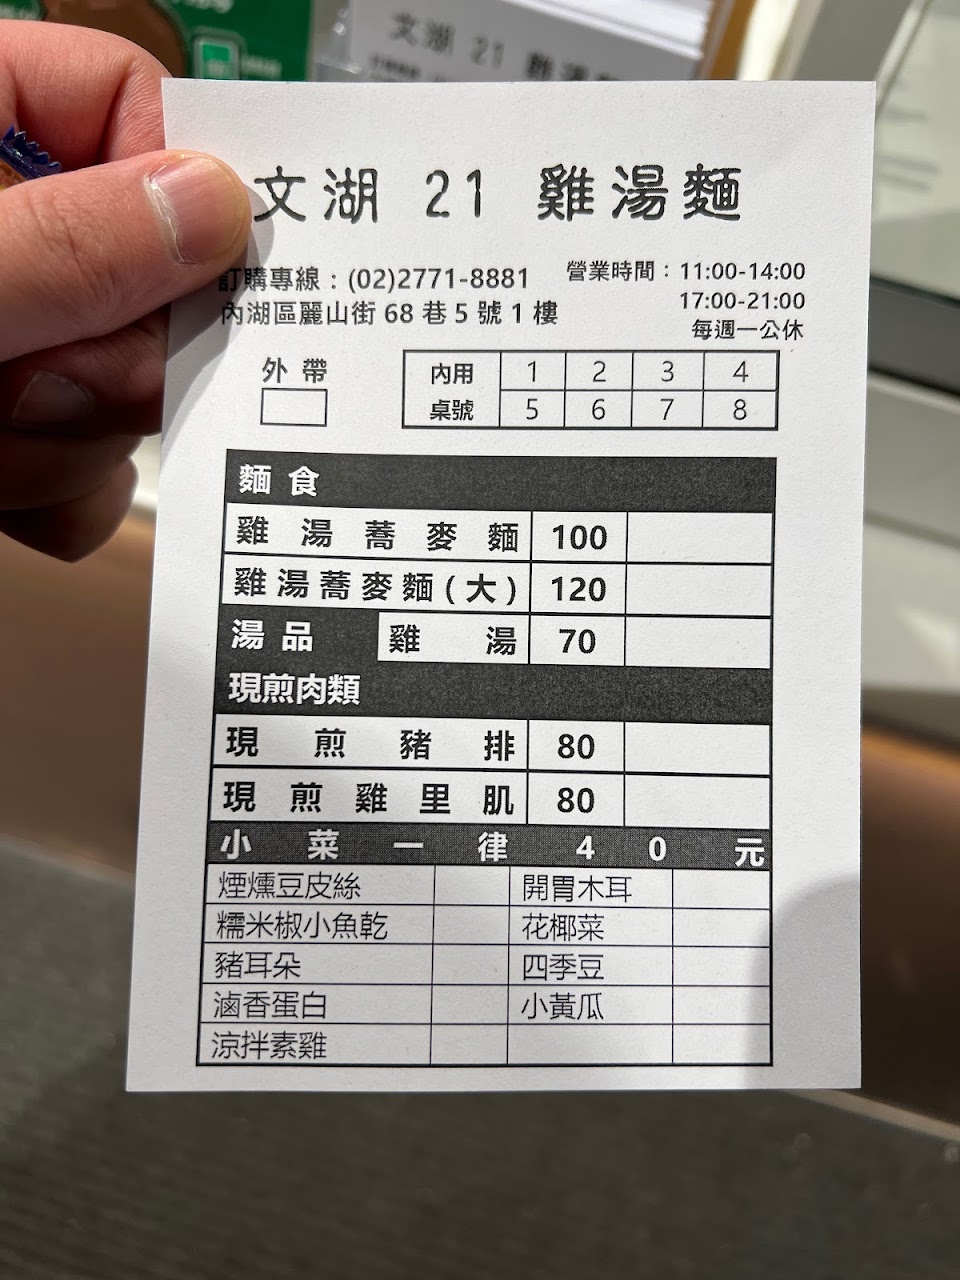 文湖 21 雞湯
文湖 21 雞湯麵
訂購專線：(02)2771-8881
內湖區麗山街 68 巷 5 號 1 樓
營業時間：11:00-14:00
17:00-21:00
每週一公休
外帶
內用 1 2 3 4
桌號 5 6 7 8
麵食
雞湯蕎麥麵 100
雞湯蕎麥麵(大) 120
湯品 雞湯 70
現煎肉類
現煎豬排 80
現煎雞里肌 80
小菜一律40元
煙燻豆皮絲 開胃木耳
糯米椒小魚乾 花椰菜
豬耳朵 四季豆
滷香蛋白 小黃瓜
涼拌素雞